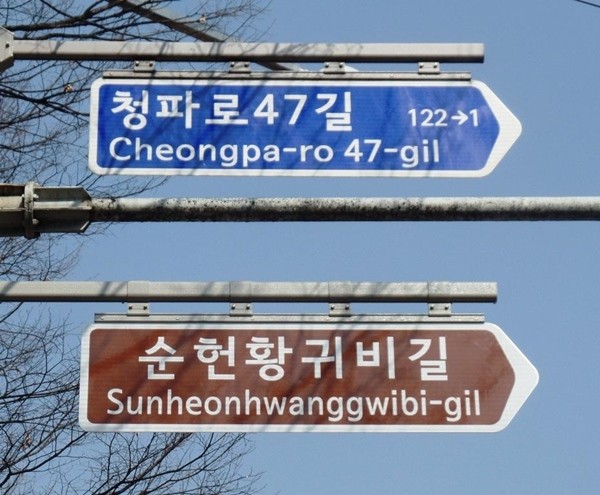 청파로47길 122→1
Cheongpa-ro 47-gil
순헌황귀비길
Sunheonhwanggwibi-gil